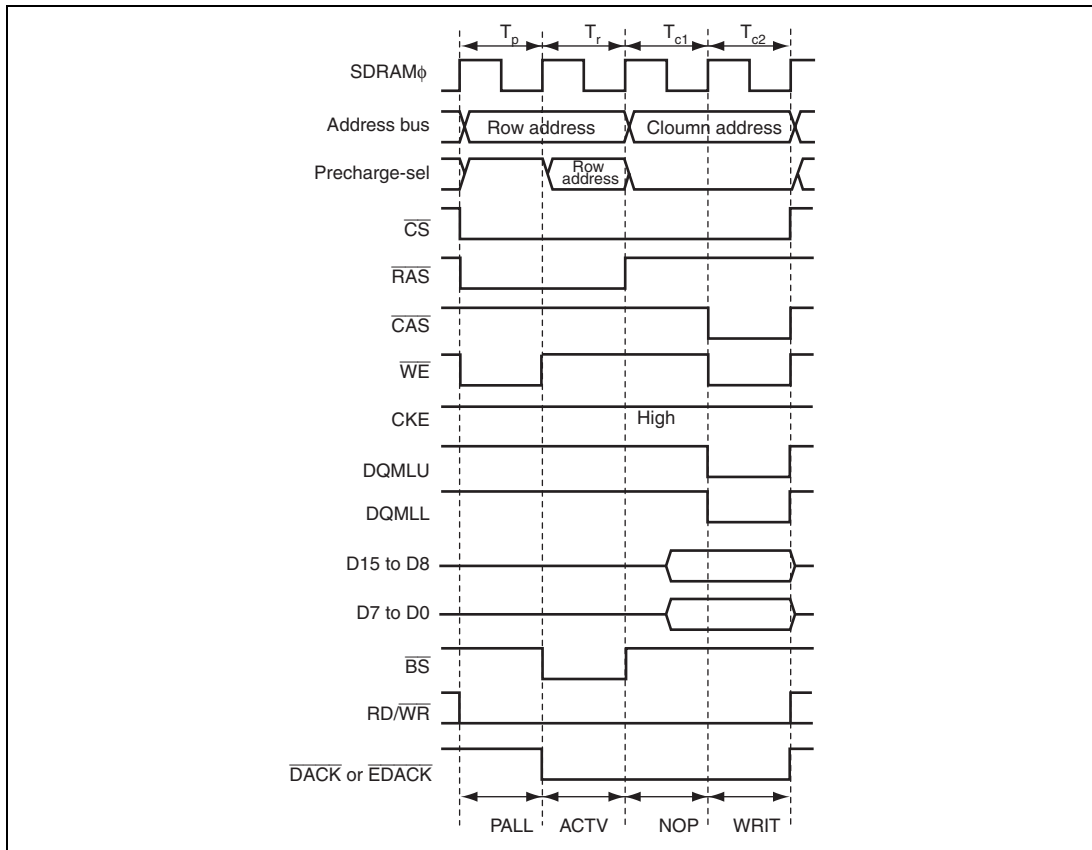 Tp Tr Tc1 Tc2
SDRAMϕ
Address bus Row address Cloumn address
Precharge-sel Row address
CS
RAS
CAS
WE
CKE High
DQMLU
DQMLL
D15 to D8
D7 to D0
BS
RD/WR
DACK or EDACK
PALL ACTV NOP WRIT